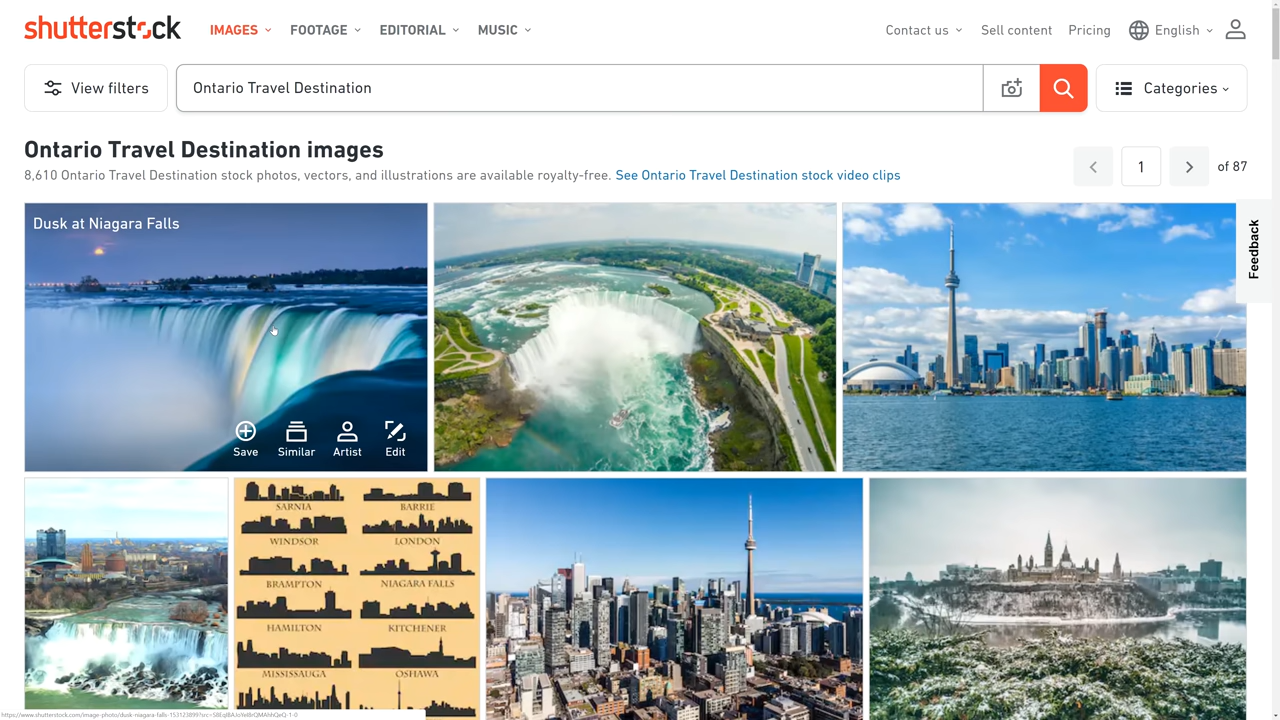 shutterstock
IMAGES
FOOTAGE
EDITORIAL
MUSIC
Contact us
Sell content
Pricing
English
View filters
Ontario Travel Destination
Categories
Ontario Travel Destination images
8,610 Ontario Travel Destination stock photos, vectors, and illustrations are available royalty-free. See Ontario Travel Destination stock video clips
1
of 87
Feedback
Dusk at Niagara Falls
Save
Similar
Artist
Edit
SARNIA
BARRIE
WINDSOR
LONDON
BRAMPTON
NIAGARA FALLS
HAMILTON
KITCHENER
MISSISSAUGA
OSHAWA